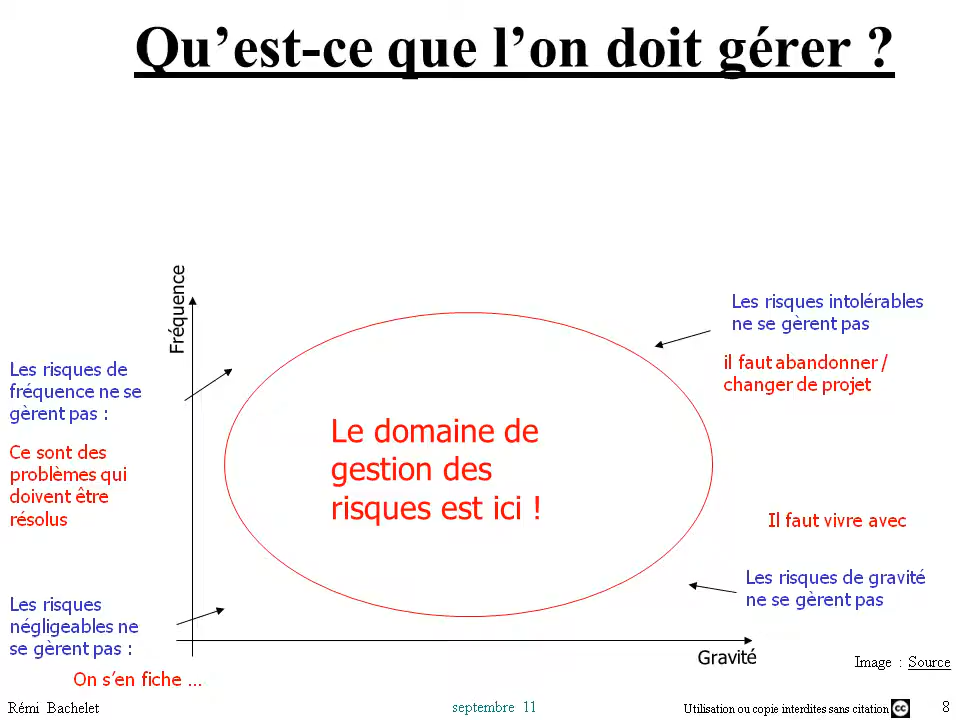 Qu’est-ce que l’on doit gérer ?
Fréquence
Les risques intolérables
ne se gèrent pas
il faut abandonner /
changer de projet
Les risques de
fréquence ne se
gèrent pas :
Ce sont des
problèmes qui
doivent être
résolus
Le domaine de
gestion des
risques est ici !
Il faut vivre avec
Les risques de gravité
ne se gèrent pas
Les risques
négligeables ne
se gèrent pas :
On s’en fiche ...
Gravité
Image : Source
Rémi Bachelet
septembre 11
Utilisation ou copie interdites sans citation
cc
8